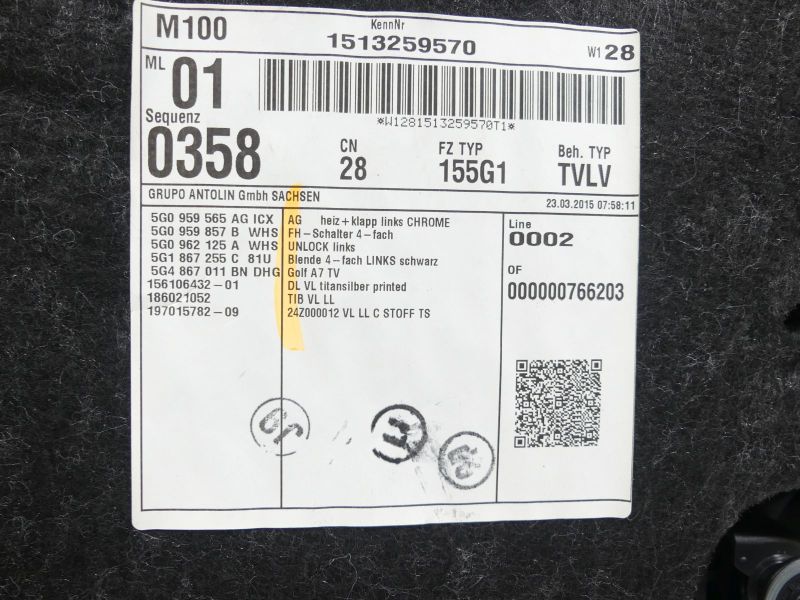 M100
KennNr
1513259570
W128
ML 01
*W1281513259570T1*
Sequenz
0358
CN
28
FZ TYP
155G1
Beh. TYP
TVLV
GRUPO ANTOLIN GmbH SACHSEN
23.03.2015 07:58:11
5G0 959 565 AG ICX AG heiz+klapp links CHROME
5G0 959 857 B WHS FH-Schalter 4-fach
5G0 962 125 A WHS UNLOCK links
5G1 867 255 C 81U Blende 4-fach LINKS schwarz
5G4 867 011 BN DHG Golf A7 TV
156106432-01 DL VL titansilber printed
186021052 TIB VL LL
197015782-09 24Z000012 VL LL C STOFF TS
Line
0002
OF
000000766203